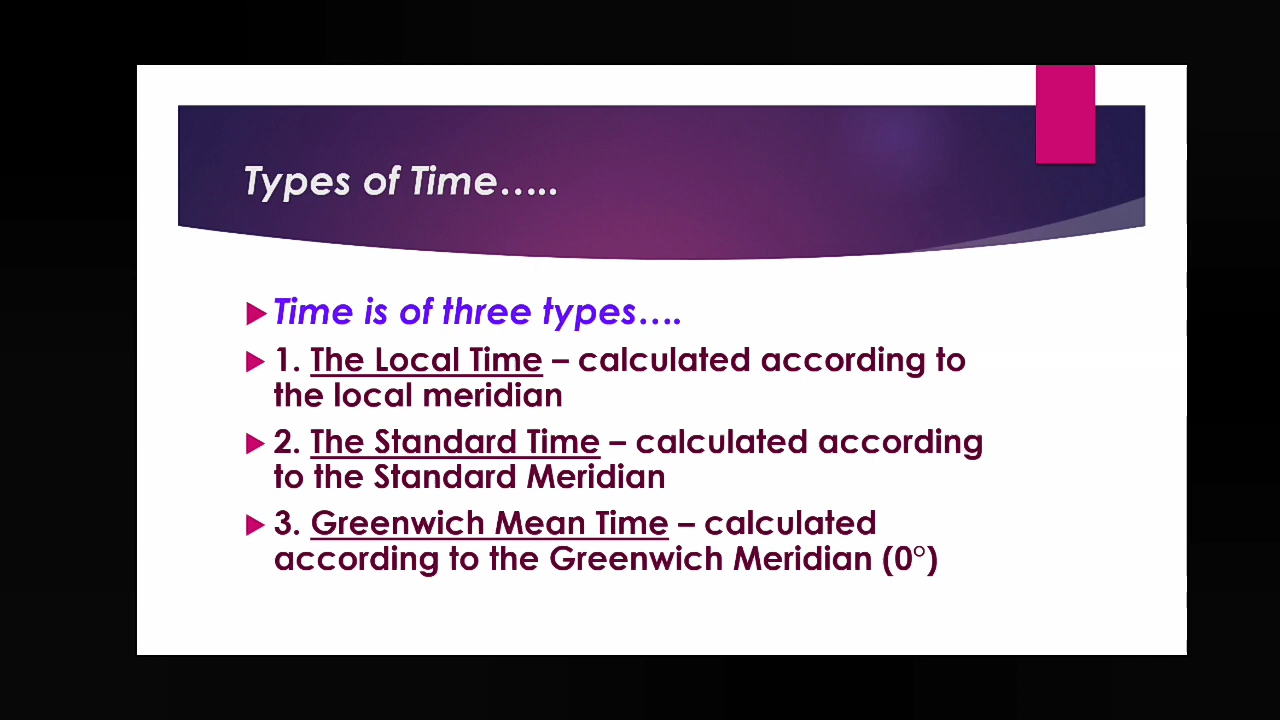 Types of Time…..
Time is of three types….
1. The Local Time – calculated according to
the local meridian
2. The Standard Time – calculated according
to the Standard Meridian
3. Greenwich Mean Time – calculated
according to the Greenwich Meridian (0°)